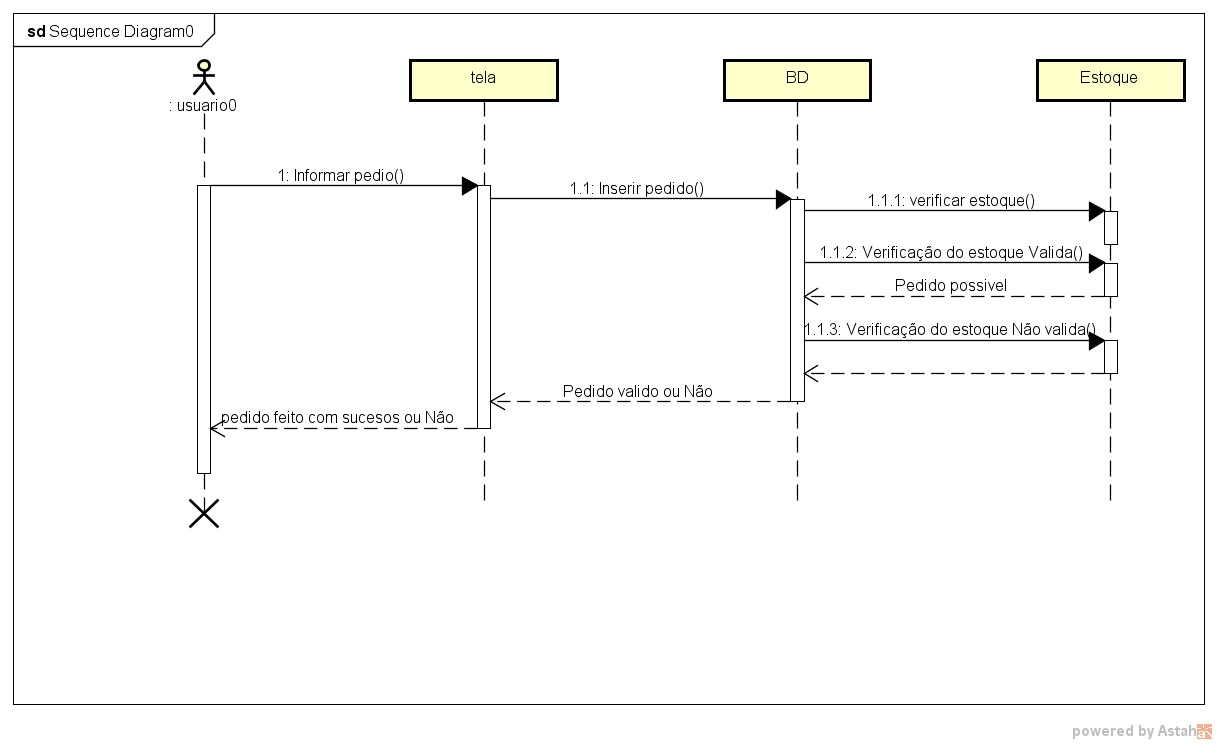 sd Sequence Diagram0
: usuario0
tela
BD
Estoque
1: Informar pedio()
1.1: Inserir pedido()
1.1.1: verificar estoque()
1.1.2: Verificação do estoque Valida()
Pedido possivel
1.1.3: Verificação do estoque Não valida()
Pedido valido ou Não
pedido feito com sucesos ou Não
powered by Astah